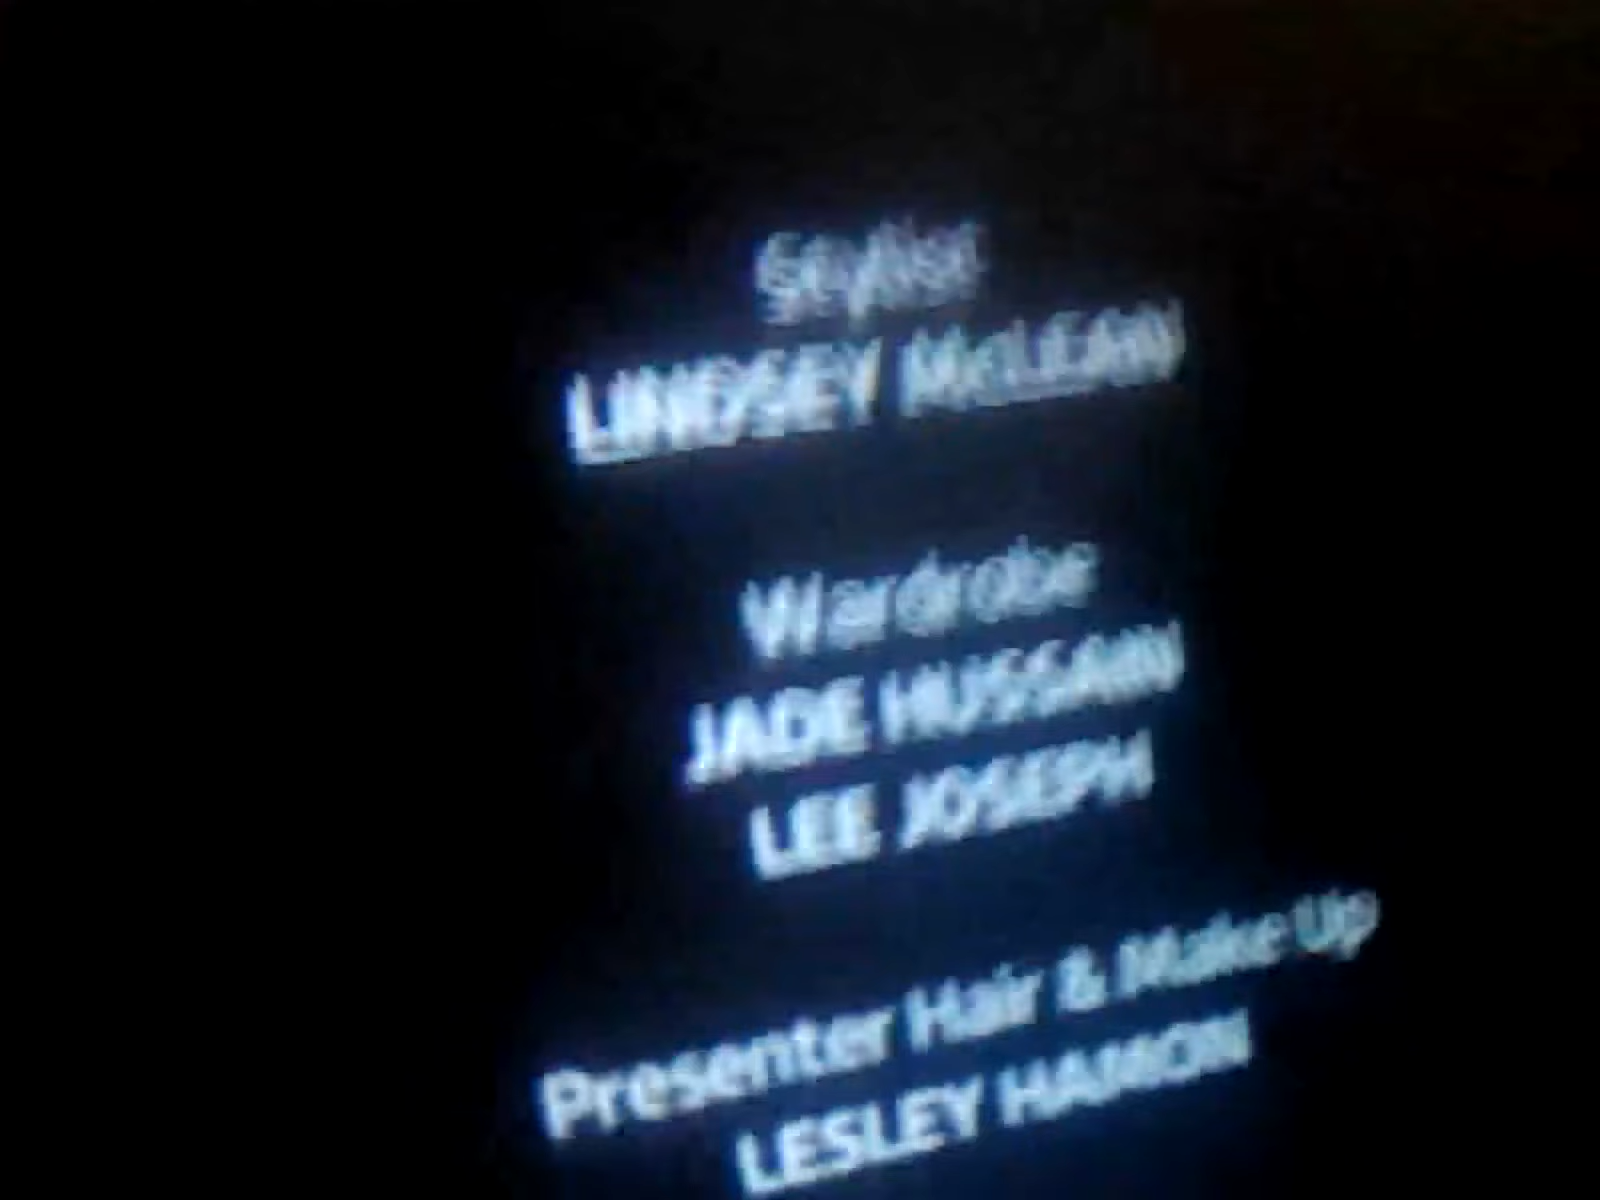 Stylist
LINDSEY McLEAN
Wardrobe
JADE HUSSAIN
LEE JOSEPH
Presenter Hair & Make Up
LESLEY HAMON